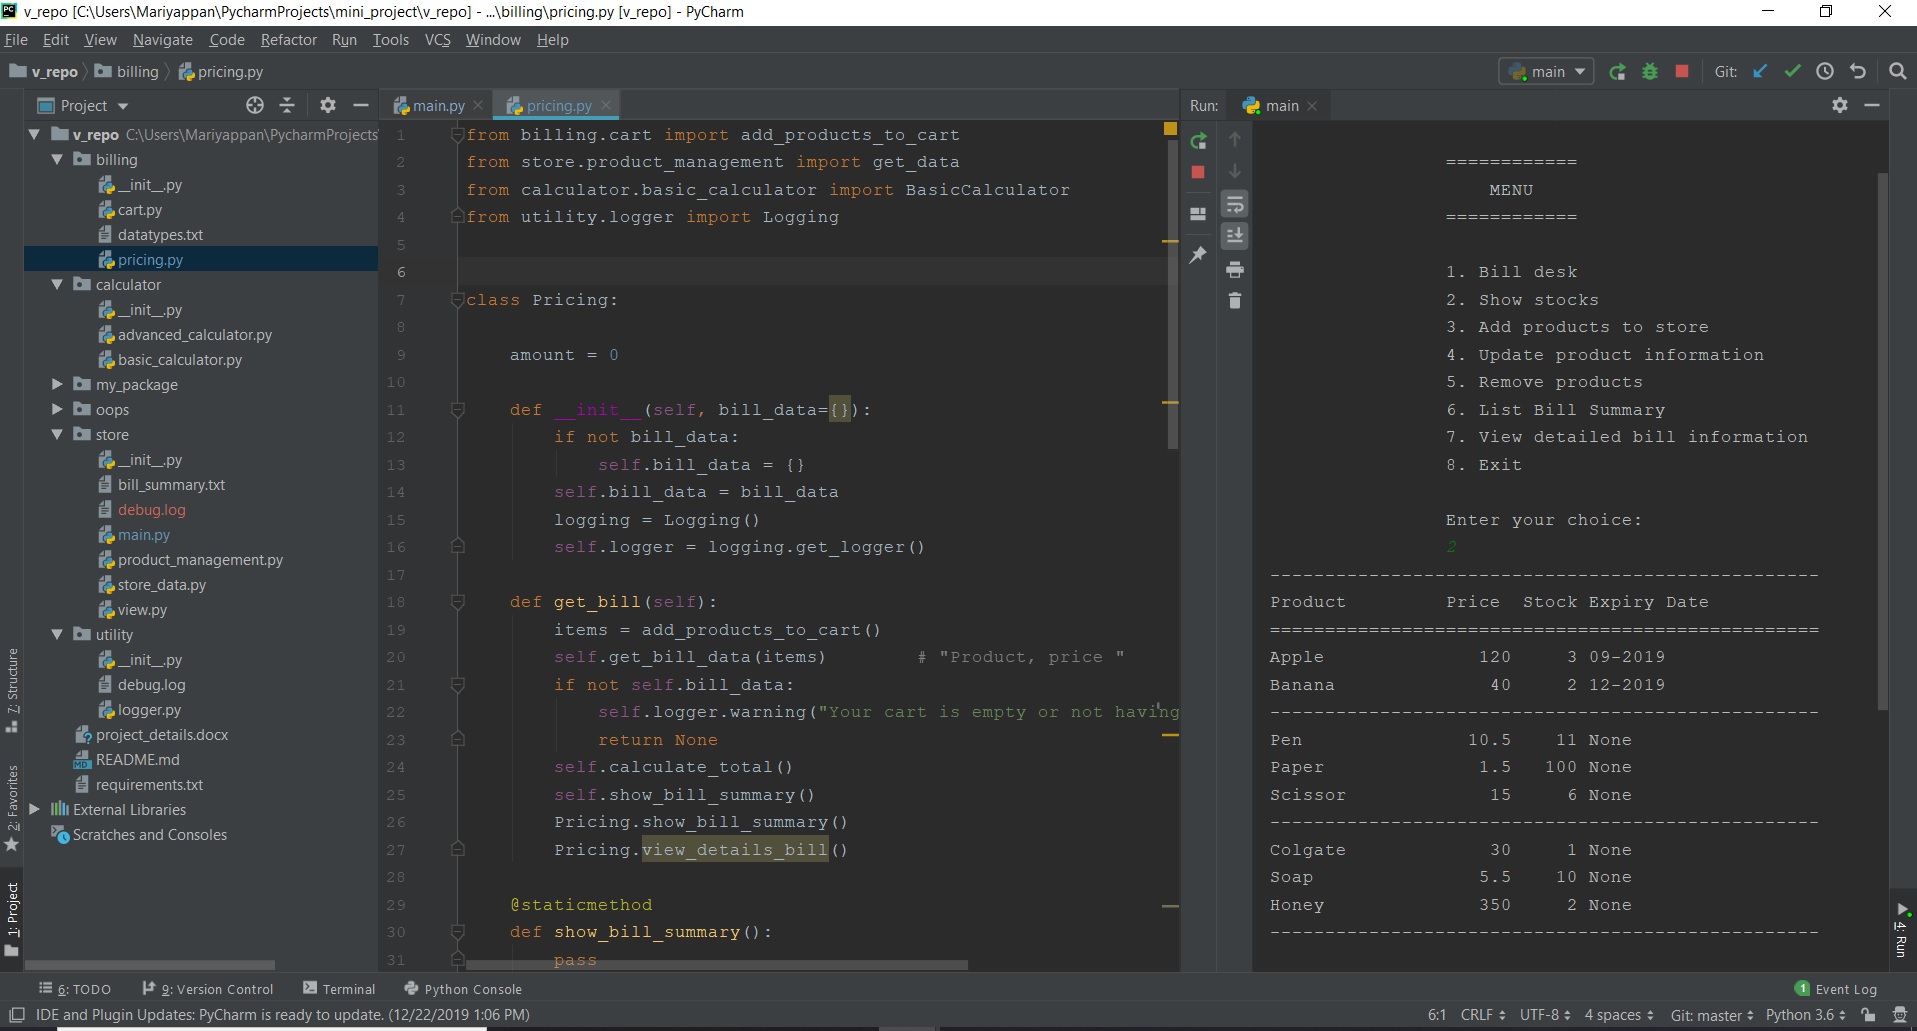 v_repo [C:\Users\Mariyappan\PycharmProjects\mini_project\v_repo] - ...\billing\pricing.py [v_repo] - PyCharm
File Edit View Navigate Code Refactor Run Tools VCS Window Help
v_repo billing pricing.py main Git:
Project
v_repo C:\Users\Mariyappan\PycharmProjects
billing
__init__.py
cart.py
datatypes.txt
pricing.py
calculator
__init__.py
advanced_calculator.py
basic_calculator.py
my_package
oops
store
__init__.py
bill_summary.txt
debug.log
main.py
product_management.py
store_data.py
view.py
utility
__init__.py
debug.log
logger.py
project_details.docx
README.md
requirements.txt
External Libraries
Scratches and Consoles
7: Structure
2: Favorites
1: Project
main.py pricing.py
1 from billing.cart import add_products_to_cart
2 from store.product_management import get_data
3 from calculator.basic_calculator import BasicCalculator
4 from utility.logger import Logging
5
6
7 class Pricing:
8
9 amount = 0
10
11 def __init__(self, bill_data={}):
12 if not bill_data:
13 self.bill_data = {}
14 self.bill_data = bill_data
15 logging = Logging()
16 self.logger = logging.get_logger()
17
18 def get_bill(self):
19 items = add_products_to_cart()
20 self.get_bill_data(items) # "Product, price "
21 if not self.bill_data:
22 self.logger.warning("Your cart is empty or not having
23 return None
24 self.calculate_total()
25 self.show_bill_summary()
26 Pricing.show_bill_summary()
27 Pricing.view_details_bill()
28
29 @staticmethod
30 def show_bill_summary():
31 pass
Run: main
============
MENU
============
1. Bill desk
2. Show stocks
3. Add products to store
4. Update product information
5. Remove products
6. List Bill Summary
7. View detailed bill information
8. Exit
Enter your choice:
2
--------------------------------------------------
Product Price Stock Expiry Date
==================================================
Apple 120 3 09-2019
Banana 40 2 12-2019
--------------------------------------------------
Pen 10.5 11 None
Paper 1.5 100 None
Scissor 15 6 None
--------------------------------------------------
Colgate 30 1 None
Soap 5.5 10 None
Honey 350 2 None
--------------------------------------------------
4: Run
6: TODO 9: Version Control Terminal Python Console 1 Event Log
IDE and Plugin Updates: PyCharm is ready to update. (12/22/2019 1:06 PM) 6:1 CRLF UTF-8 4 spaces Git: master Python 3.6